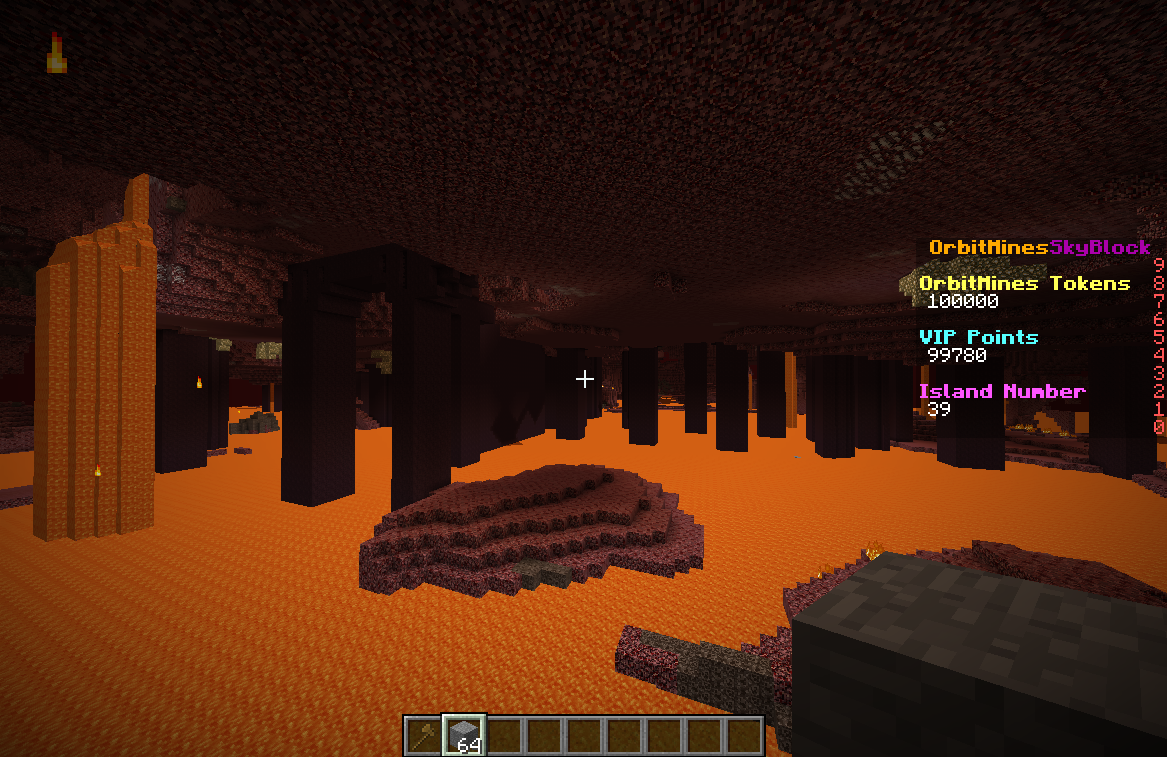 OrbitMinesSkyBlock
9
OrbitMines Tokens 8
100000 7
6
VIP Points 5
99780 4
3
Island Number 2
39 1
0
64